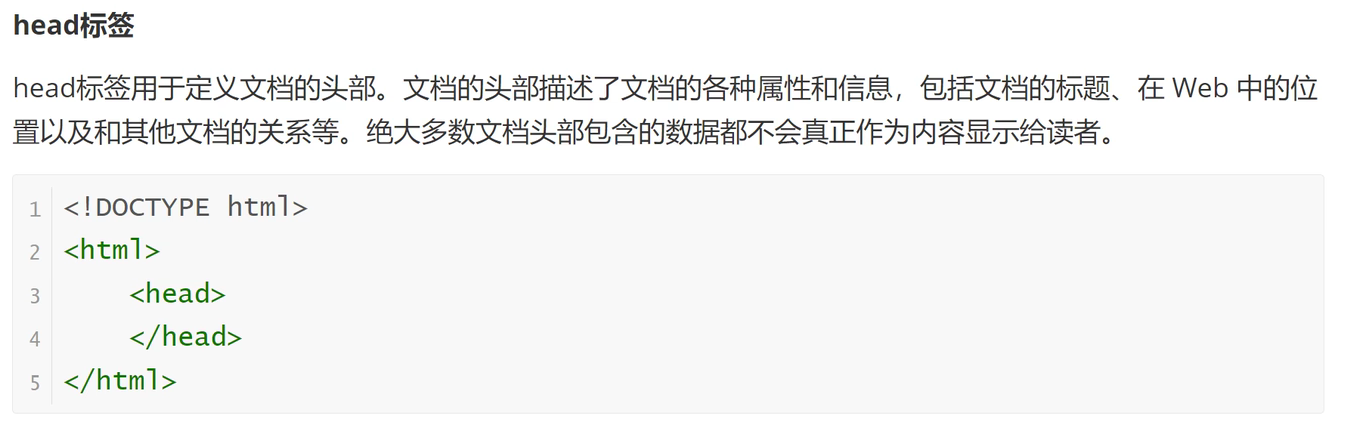 head标签
head标签用于定义文档的头部。文档的头部描述了文档的各种属性和信息，包括文档的标题、在 Web 中的位
置以及和其他文档的关系等。绝大多数文档头部包含的数据都不会真正作为内容显示给读者。
1 <!DOCTYPE html>
2 <html>
3     <head>
4     </head>
5 </html>